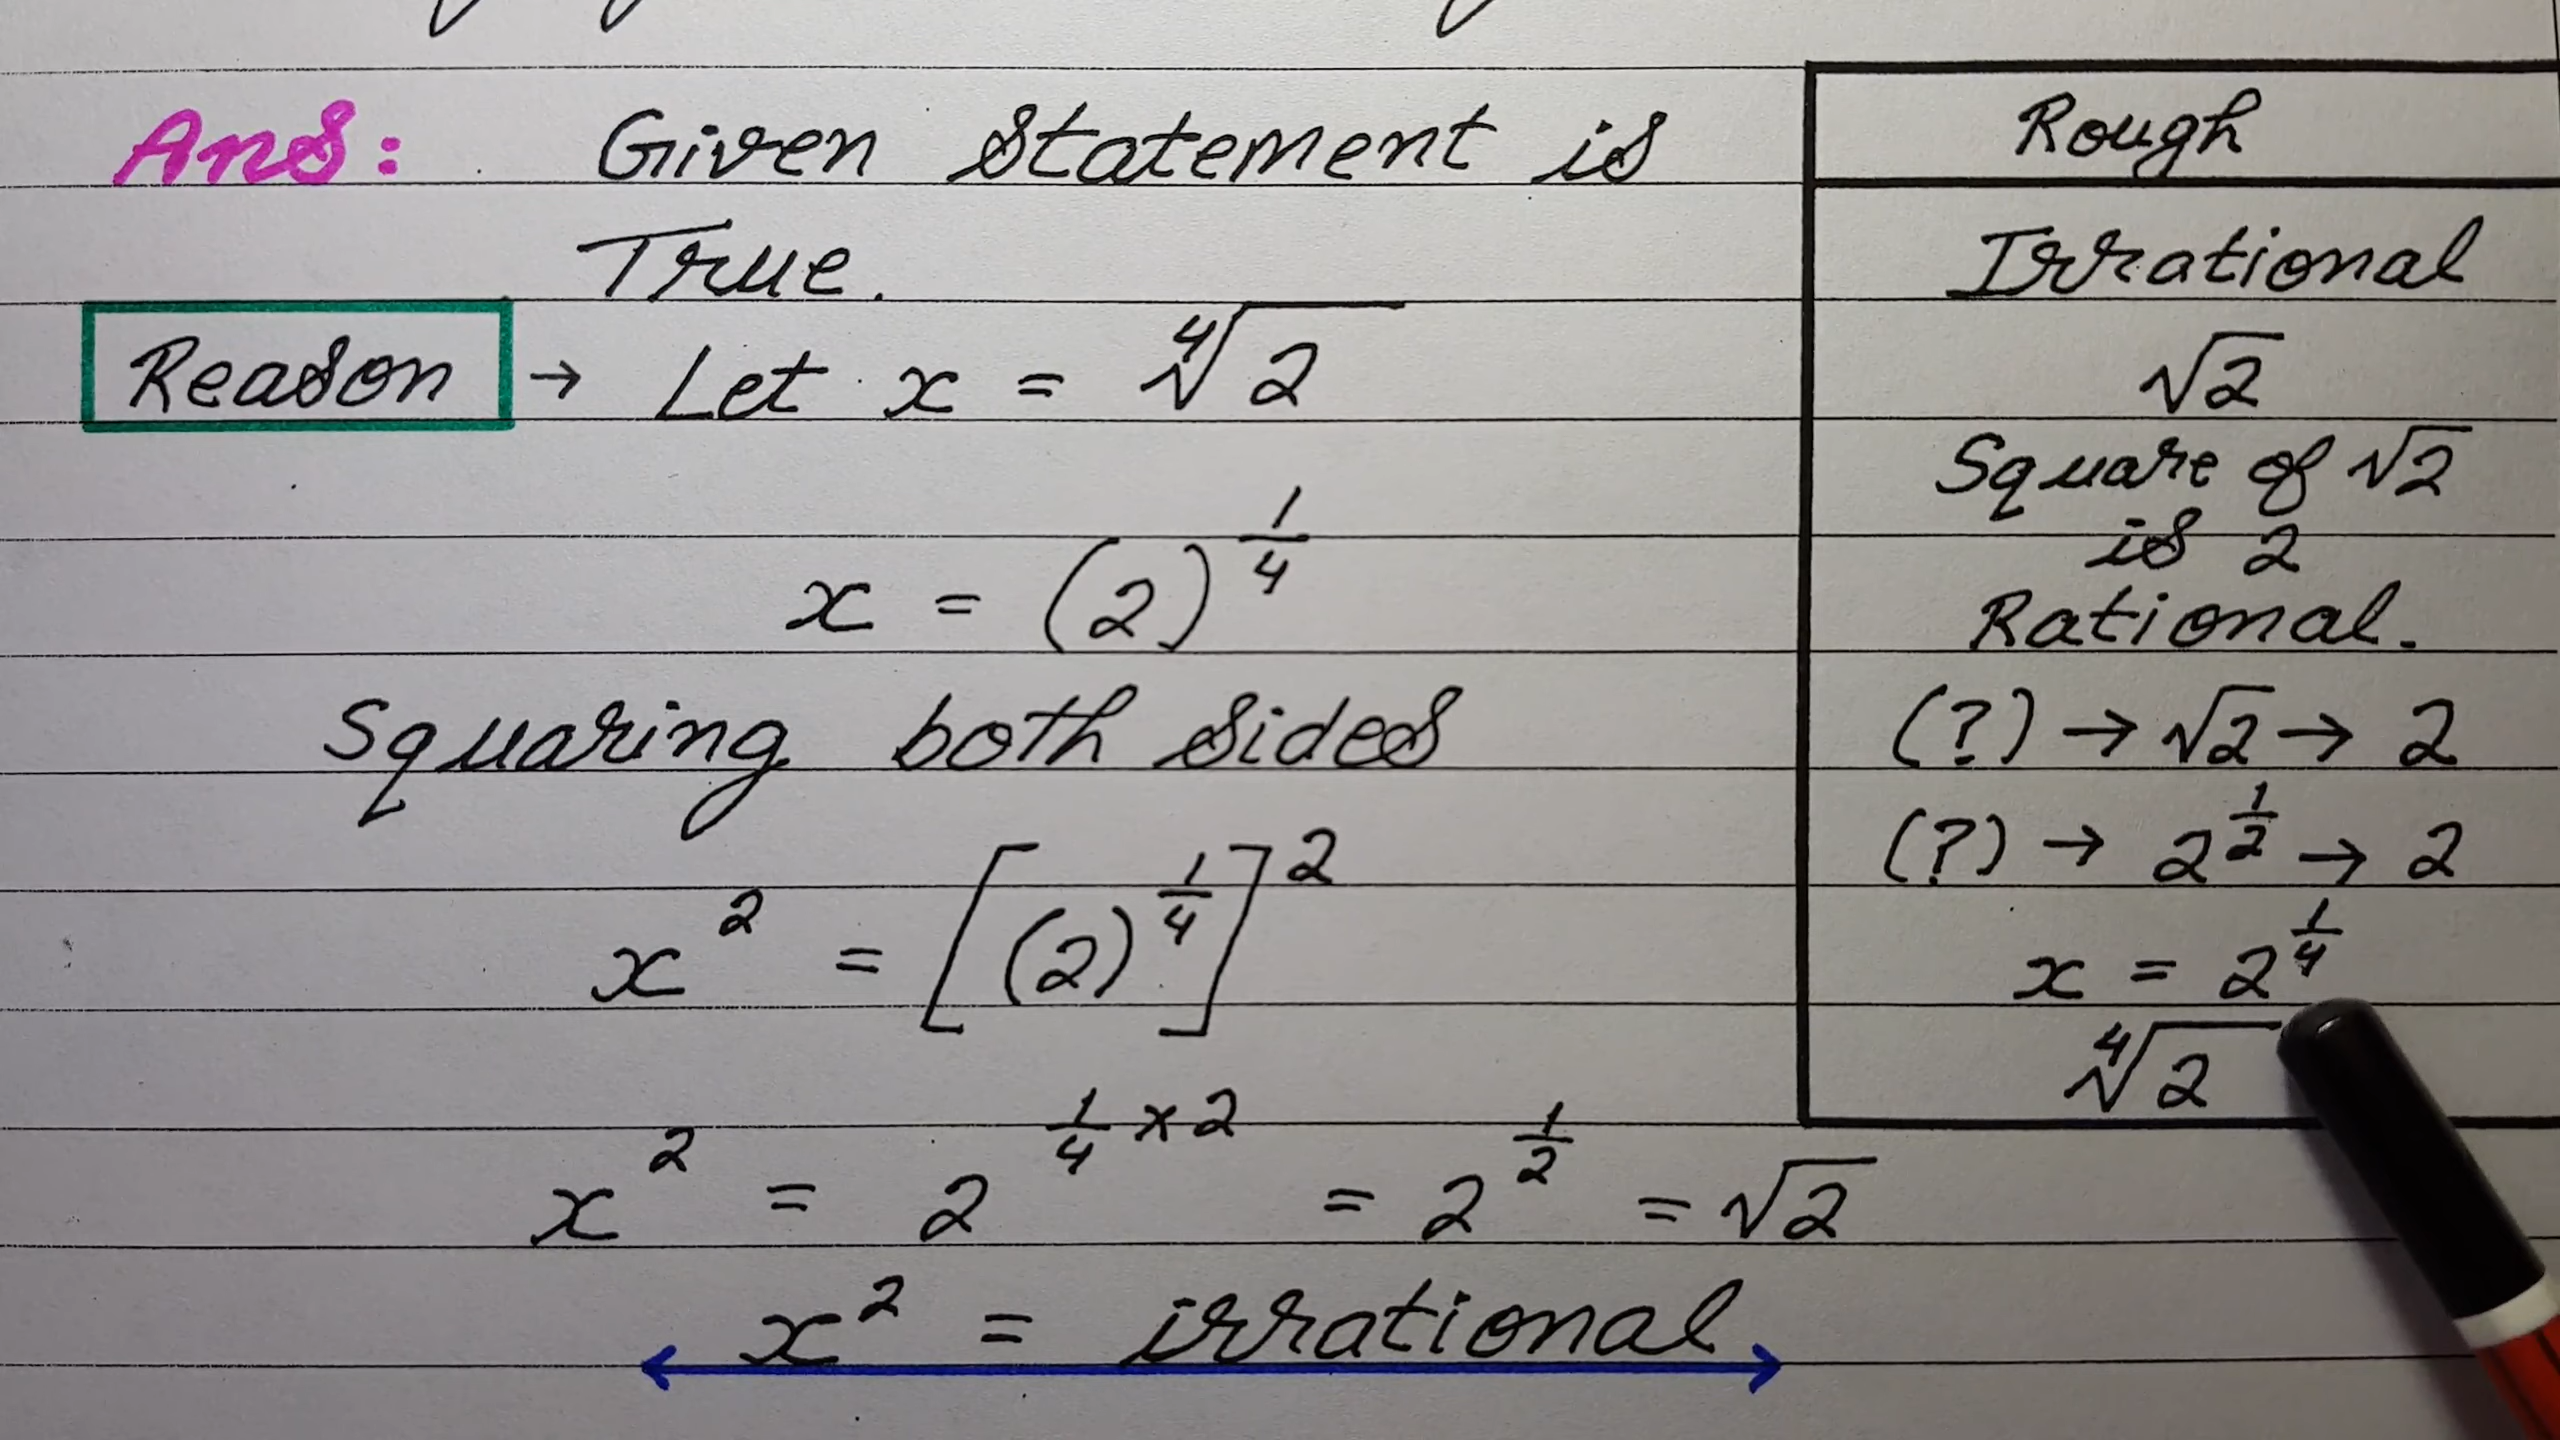 Ans: Given Statement is
True.
Reason → Let x = ∜2
x = (2)^(1/4)
Squaring both sides
x² = [(2)^(1/4)]²
x² = 2^(1/4 × 2) = 2^(1/2) = √2
x² = irrational
Rough
Irrational
√2
Square of √2
is 2
Rational.
(?) → √2 → 2
(?) → 2^(1/2) → 2
x = 2^(1/4)
∜2